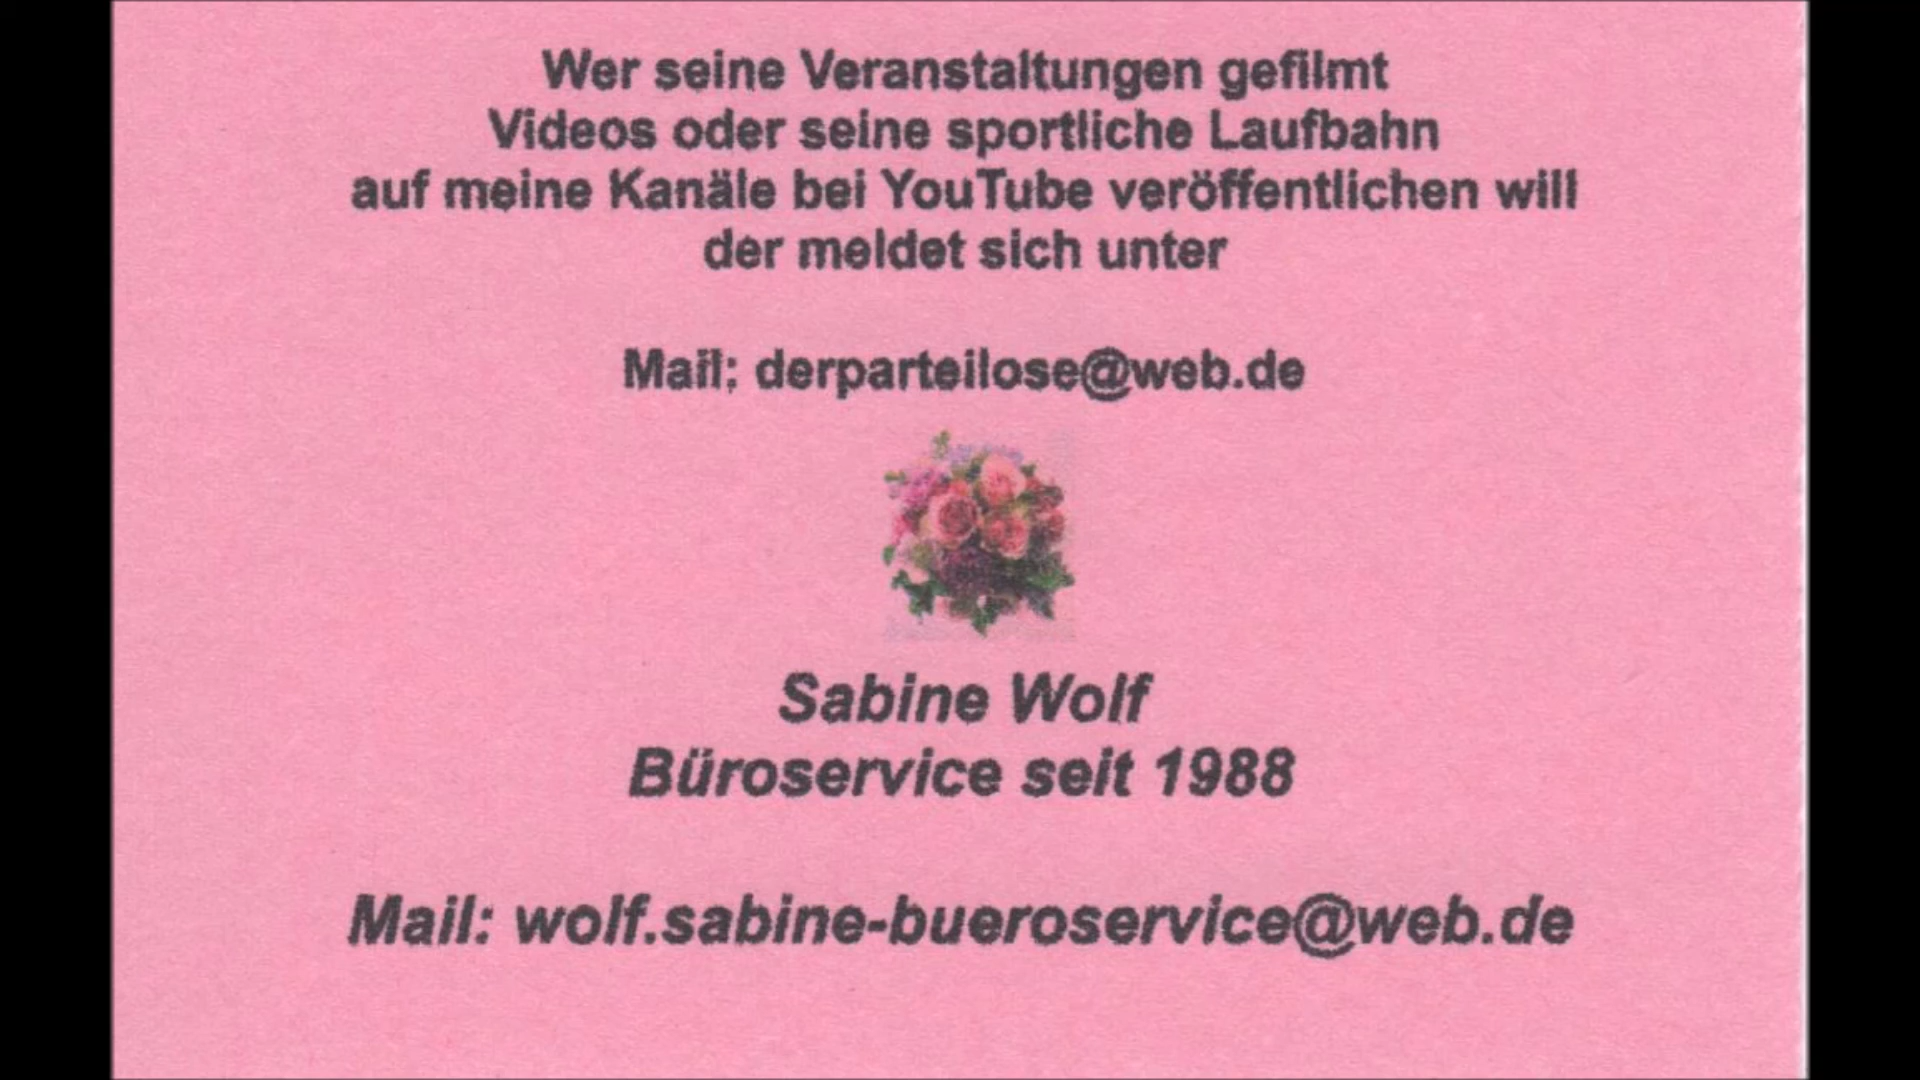 Wer seine Veranstaltungen gefilmt
Videos oder seine sportliche Laufbahn
auf meine Kanäle bei YouTube veröffentlichen will
der meldet sich unter
Mail: derparteilose@web.de
Sabine Wolf
Büroservice seit 1988
Mail: wolf.sabine-bueroservice@web.de